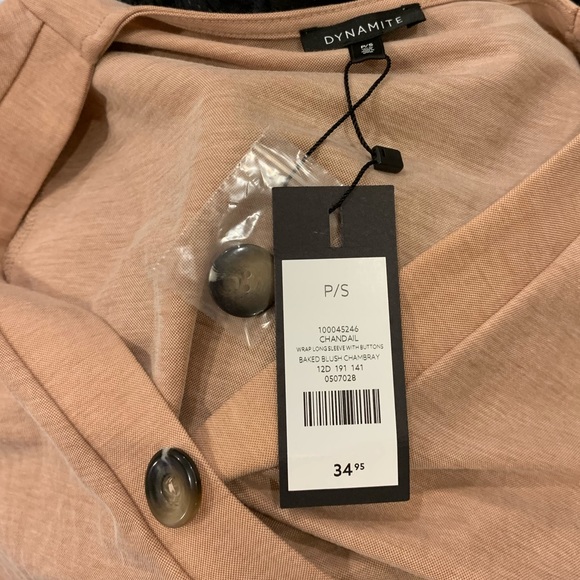 DYNAMITE
P/S
P/S
100045246
CHANDAIL
WRAP LONG SLEEVE WITH BUTTONS
BAKED BLUSH CHAMBRAY
12D 191 141
0507028
34.95